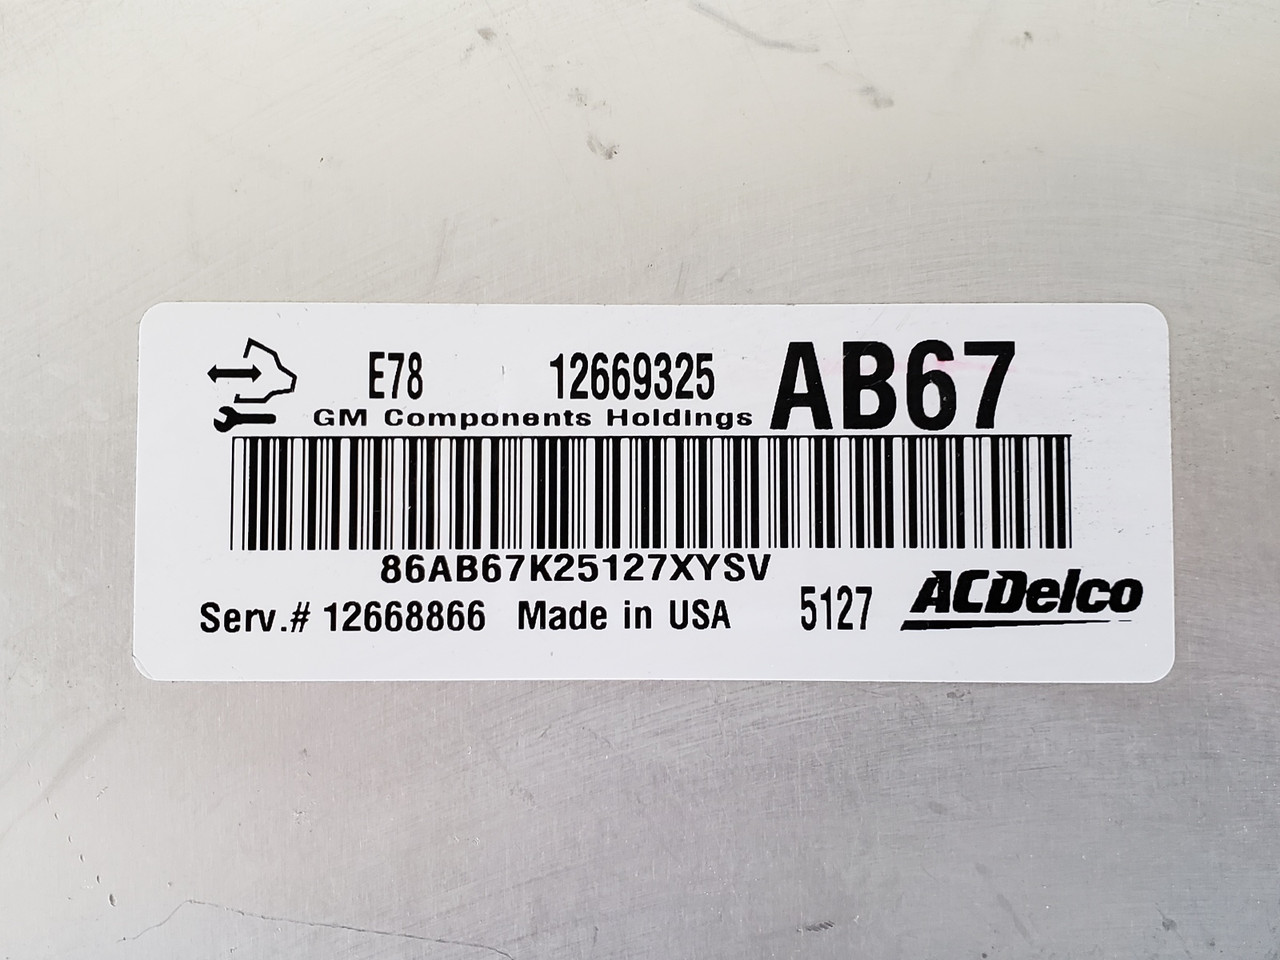 E78 12669325 AB67
GM Components Holdings
86AB67K25127XYSV
Serv.# 12668866 Made in USA 5127 ACDelco